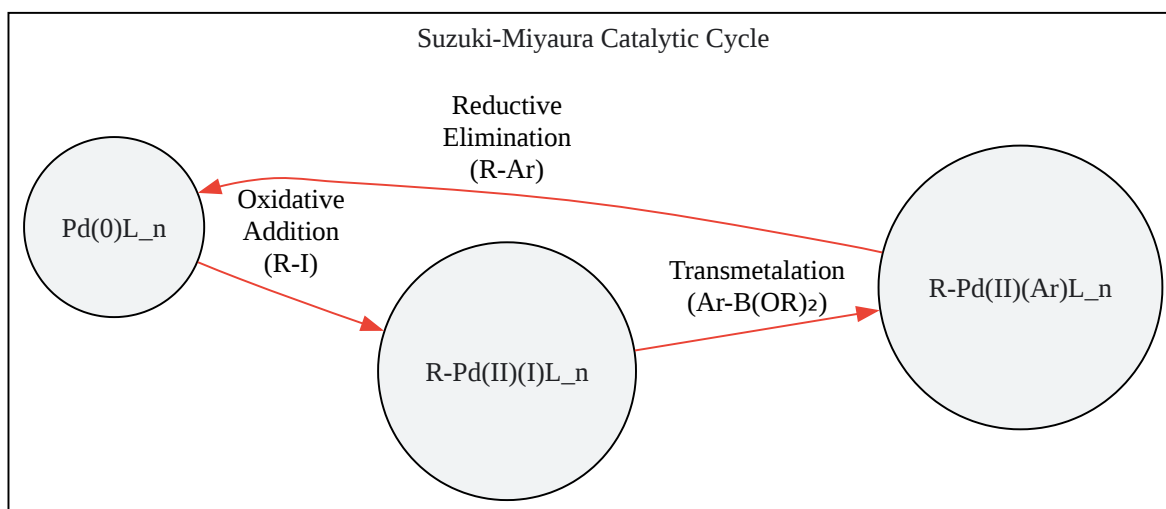 Suzuki-Miyaura Catalytic Cycle
Reductive
Elimination
(R-Ar)
Pd(0)L_n
Oxidative
Addition
(R-I)
R-Pd(II)(I)L_n
Transmetalation
(Ar-B(OR)₂)
R-Pd(II)(Ar)L_n